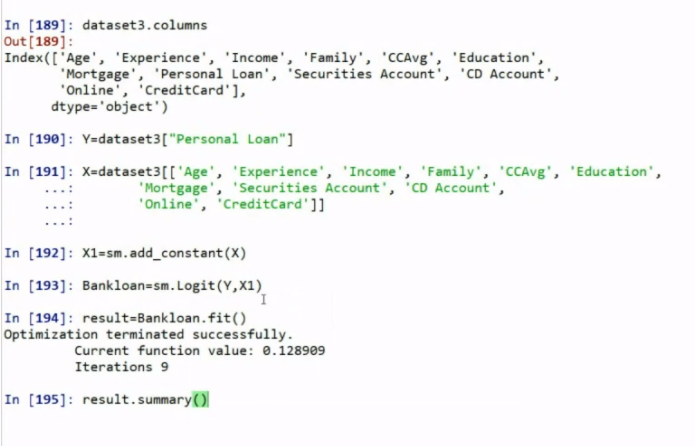 In [189]: dataset3.columns
Out[189]:
Index(['Age', 'Experience', 'Income', 'Family', 'CCAvg', 'Education',
'Mortgage', 'Personal Loan', 'Securities Account', 'CD Account',
'Online', 'CreditCard'],
dtype='object')
In [190]: Y=dataset3["Personal Loan"]
In [191]: X=dataset3[['Age', 'Experience', 'Income', 'Family', 'CCAvg', 'Education',
...: 'Mortgage', 'Securities Account', 'CD Account',
...: 'Online', 'CreditCard']]
...:
In [192]: X1=sm.add_constant(X)
In [193]: Bankloan=sm.Logit(Y,X1)
In [194]: result=Bankloan.fit()
Optimization terminated successfully.
Current function value: 0.128909
Iterations 9
In [195]: result.summary()